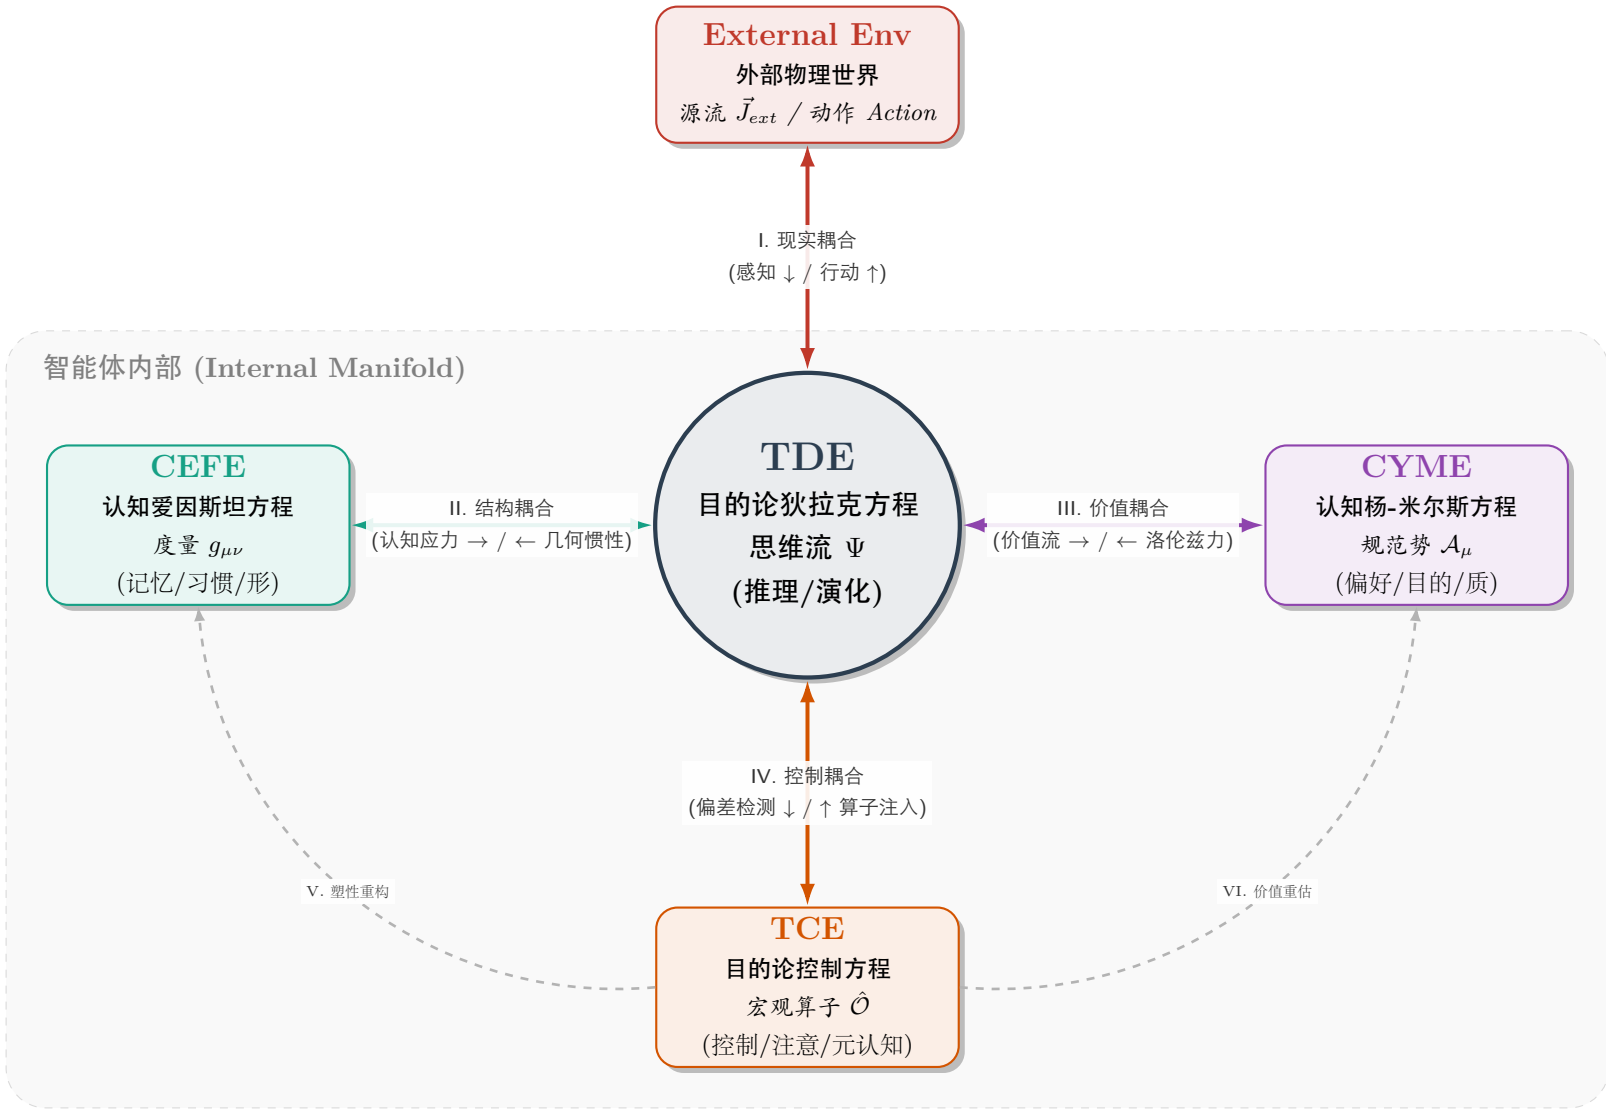 External Env
外部物理世界
源流 $\vec{J}_{ext}$ / 动作 Action
I. 现实耦合
(感知 ↓ / 行动 ↑)
智能体内部 (Internal Manifold)
CEFE
认知爱因斯坦方程
度量 $g_{\mu\nu}$
(记忆/习惯/形)
II. 结构耦合
(认知应力 → / ← 几何惯性)
TDE
目的论狄拉克方程
思维流 Ψ
(推理/演化)
III. 价值耦合
(价值流 → / ← 洛伦兹力)
CYME
认知杨-米尔斯方程
规范势 $\mathcal{A}_{\mu}$
(偏好/目的/质)
IV. 控制耦合
(偏差检测 ↓ / ↑ 算子注入)
V. 塑性重构
VI. 价值重估
TCE
目的论控制方程
宏观算子 $\hat{\mathcal{O}}$
(控制/注意/元认知)